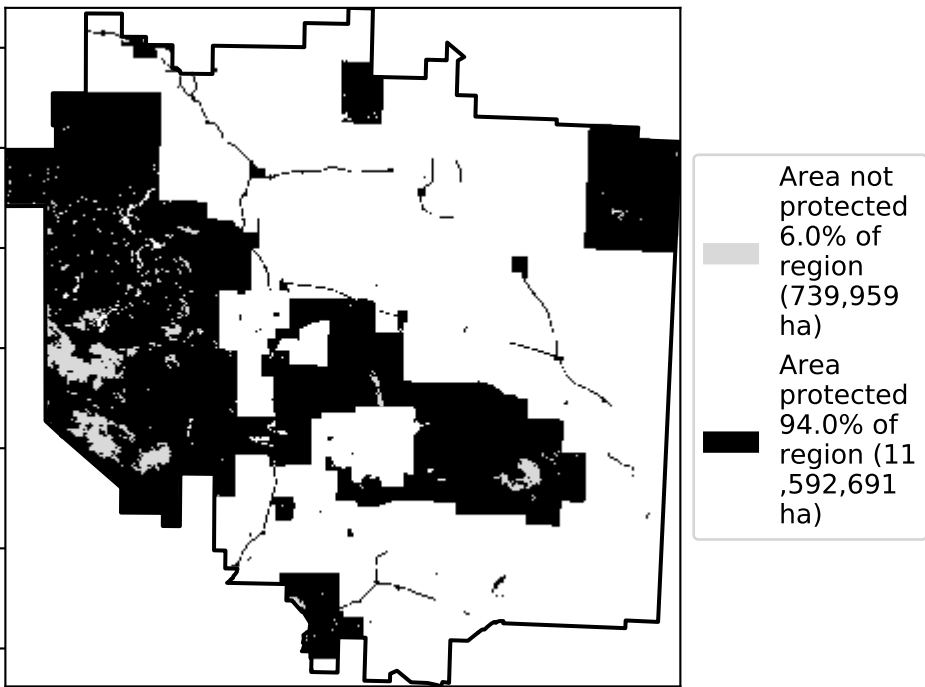 Area not
protected
6.0% of
region
(739,959
ha)
Area
protected
94.0% of
region (11
,592,691
ha)